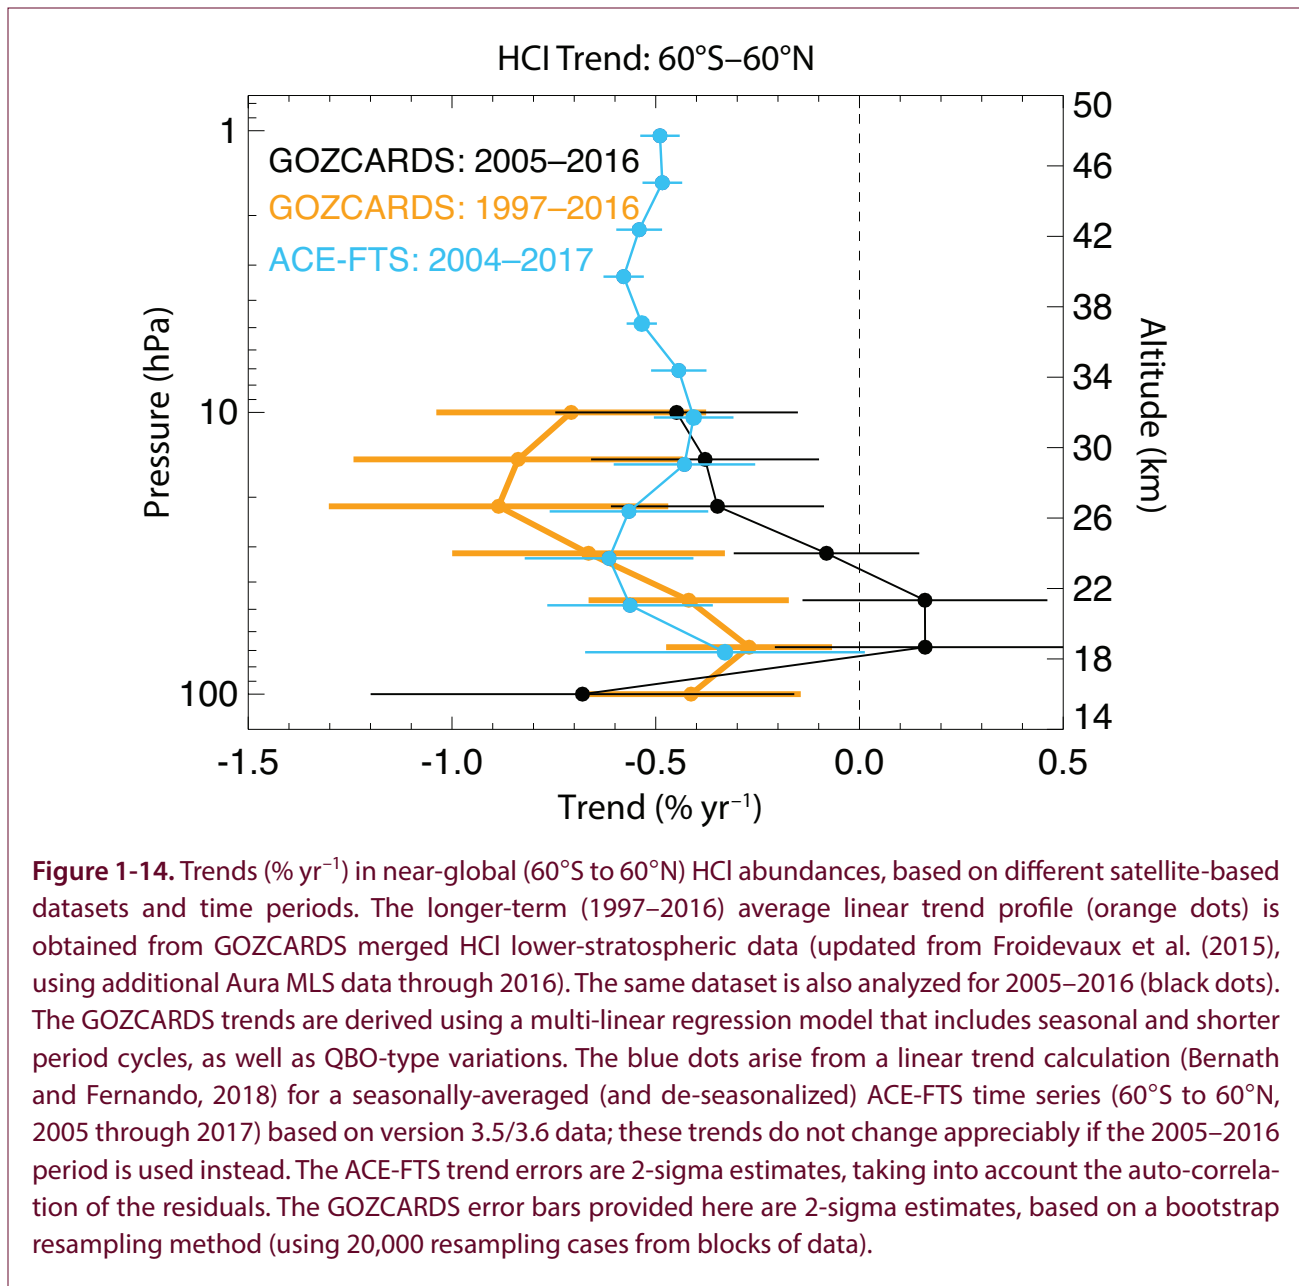 HCl Trend: 60°S–60°N
GOZCARDS: 2005–2016
GOZCARDS: 1997–2016
ACE-FTS: 2004–2017
Pressure (hPa)
1
10
100
50
46
42
38
34
30
26
22
18
14
Altitude (km)
-1.5
-1.0
-0.5
0.0
0.5
Trend (% yr⁻¹)
Figure 1-14. Trends (% yr⁻¹) in near-global (60°S to 60°N) HCl abundances, based on different satellite-based
datasets and time periods. The longer-term (1997–2016) average linear trend profile (orange dots) is
obtained from GOZCARDS merged HCl lower-stratospheric data (updated from Froidevaux et al. (2015),
using additional Aura MLS data through 2016). The same dataset is also analyzed for 2005–2016 (black dots).
The GOZCARDS trends are derived using a multi-linear regression model that includes seasonal and shorter
period cycles, as well as QBO-type variations. The blue dots arise from a linear trend calculation (Bernath
and Fernando, 2018) for a seasonally-averaged (and de-seasonalized) ACE-FTS time series (60°S to 60°N,
2005 through 2017) based on version 3.5/3.6 data; these trends do not change appreciably if the 2005–2016
period is used instead. The ACE-FTS trend errors are 2-sigma estimates, taking into account the auto-correla-
tion of the residuals. The GOZCARDS error bars provided here are 2-sigma estimates, based on a bootstrap
resampling method (using 20,000 resampling cases from blocks of data).